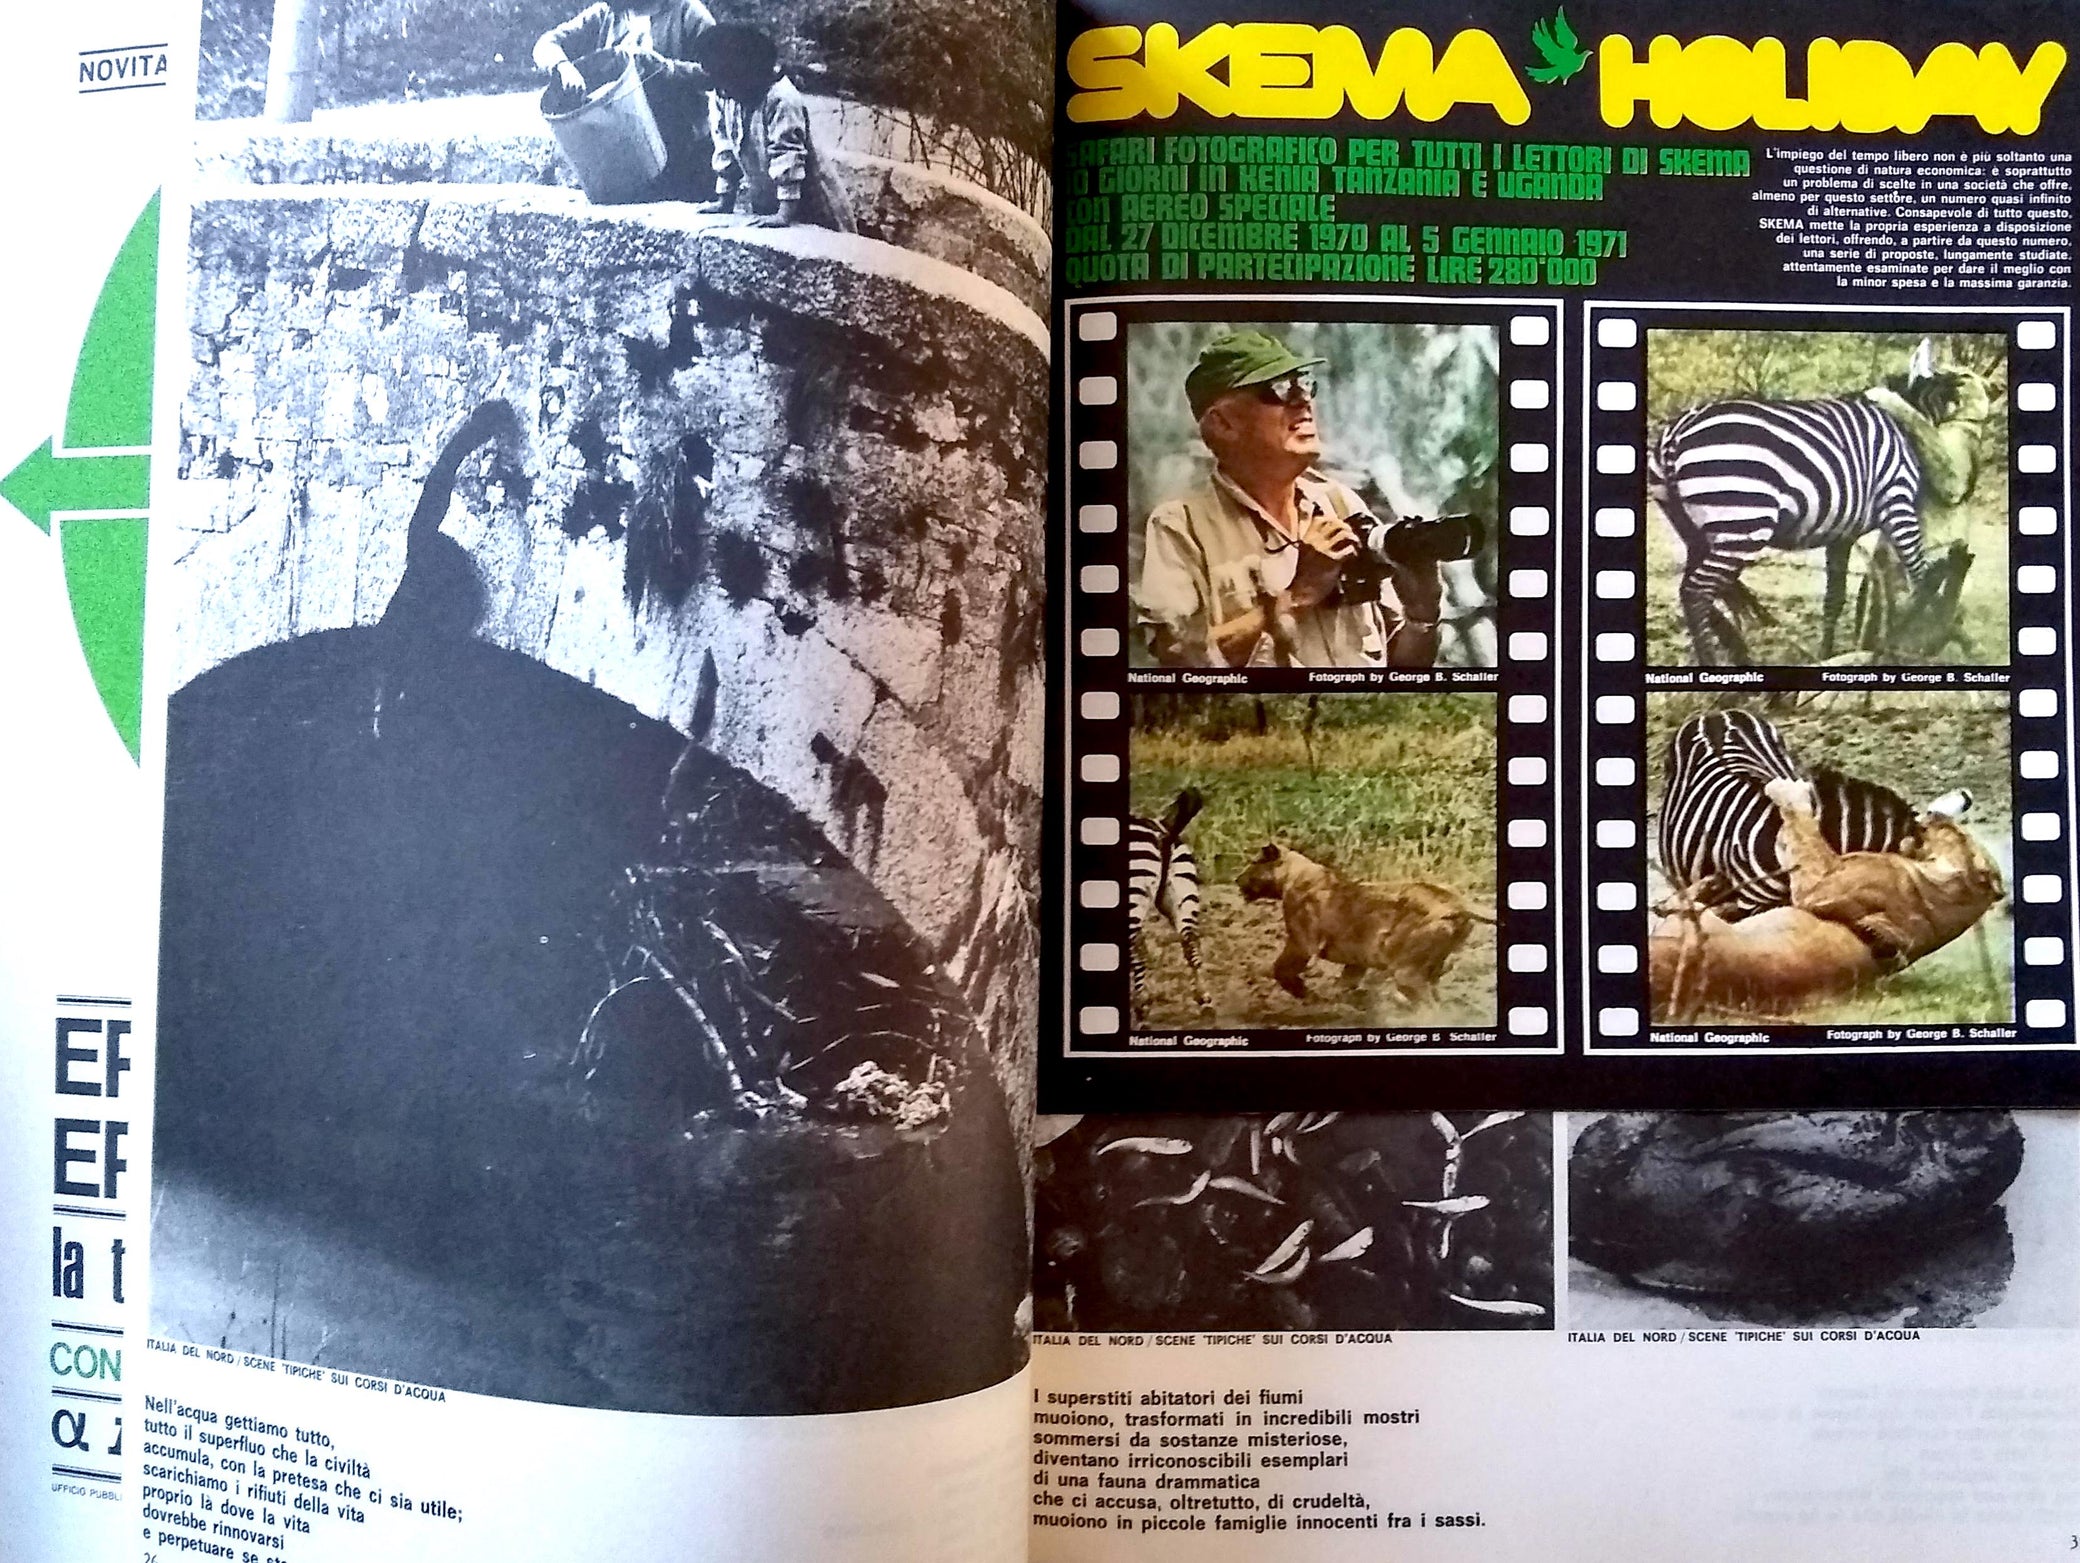 NOVITA
la t
CON
UFFICIO PUBBL
ITALIA DEL NORD / SCENE 'TIPICHE' SUI CORSI D'ACQUA
Nell'acqua gettiamo tutto,
tutto il superfluo che la civiltà
accumula, con la pretesa che ci sia utile;
scarichiamo i rifiuti della vita
proprio là dove la vita
dovrebbe rinnovarsi
e perpetuare se
26
SKEMA HOLIDAY
SAFARI FOTOGRAFICO PER TUTTI I LETTORI DI SKEMA
10 GIORNI IN KENIA TANZANIA E UGANDA
CON AEREO SPECIALE
DAL 27 DICEMBRE 1970 AL 5 GENNAIO 1971
QUOTA DI PARTECIPAZIONE LIRE 280'000
L'impiego del tempo libero non è più soltanto una
questione di natura economica: è soprattutto
un problema di scelte in una società che offre,
almeno per questo settore, un numero quasi infinito
di alternative. Consapevole di tutto questo,
SKEMA mette la propria esperienza a disposizione
dei lettori, offrendo, a partire da questo numero,
una serie di proposte, lungamente studiate,
attentamente esaminate per dare il meglio con
la minor spesa e la massima garanzia.
National Geographic Fotograph by George B. Schaller
National Geographic Fotograph by George B. Schaller
National Geographic Fotograph by George B. Schaller
National Geographic Fotograph by George B. Schaller
ITALIA DEL NORD / SCENE 'TIPICHE' SUI CORSI D'ACQUA
ITALIA DEL NORD / SCENE 'TIPICHE' SUI CORSI D'ACQUA
I superstiti abitatori dei fiumi
muoiono, trasformati in incredibili mostri
sommersi da sostanze misteriose,
diventano irriconoscibili esemplari
di una fauna drammatica
che ci accusa, oltretutto, di crudeltà,
muoiono in piccole famiglie innocenti fra i sassi.